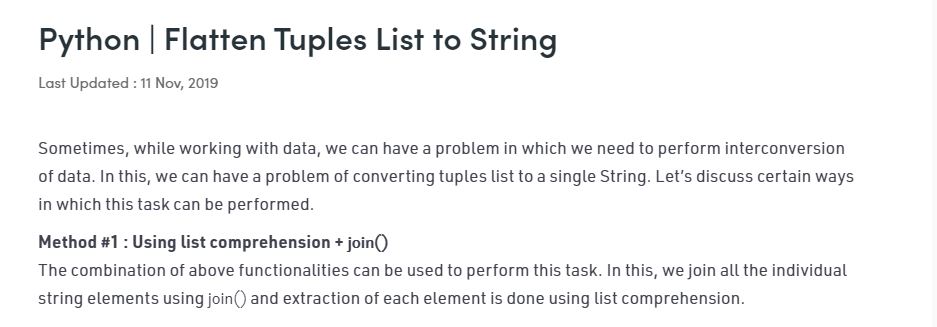 Python | Flatten Tuples List to String
Last Updated : 11 Nov, 2019
Sometimes, while working with data, we can have a problem in which we need to perform interconversion
of data. In this, we can have a problem of converting tuples list to a single String. Let’s discuss certain ways
in which this task can be performed.
Method #1 : Using list comprehension + join()
The combination of above functionalities can be used to perform this task. In this, we join all the individual
string elements using join() and extraction of each element is done using list comprehension.